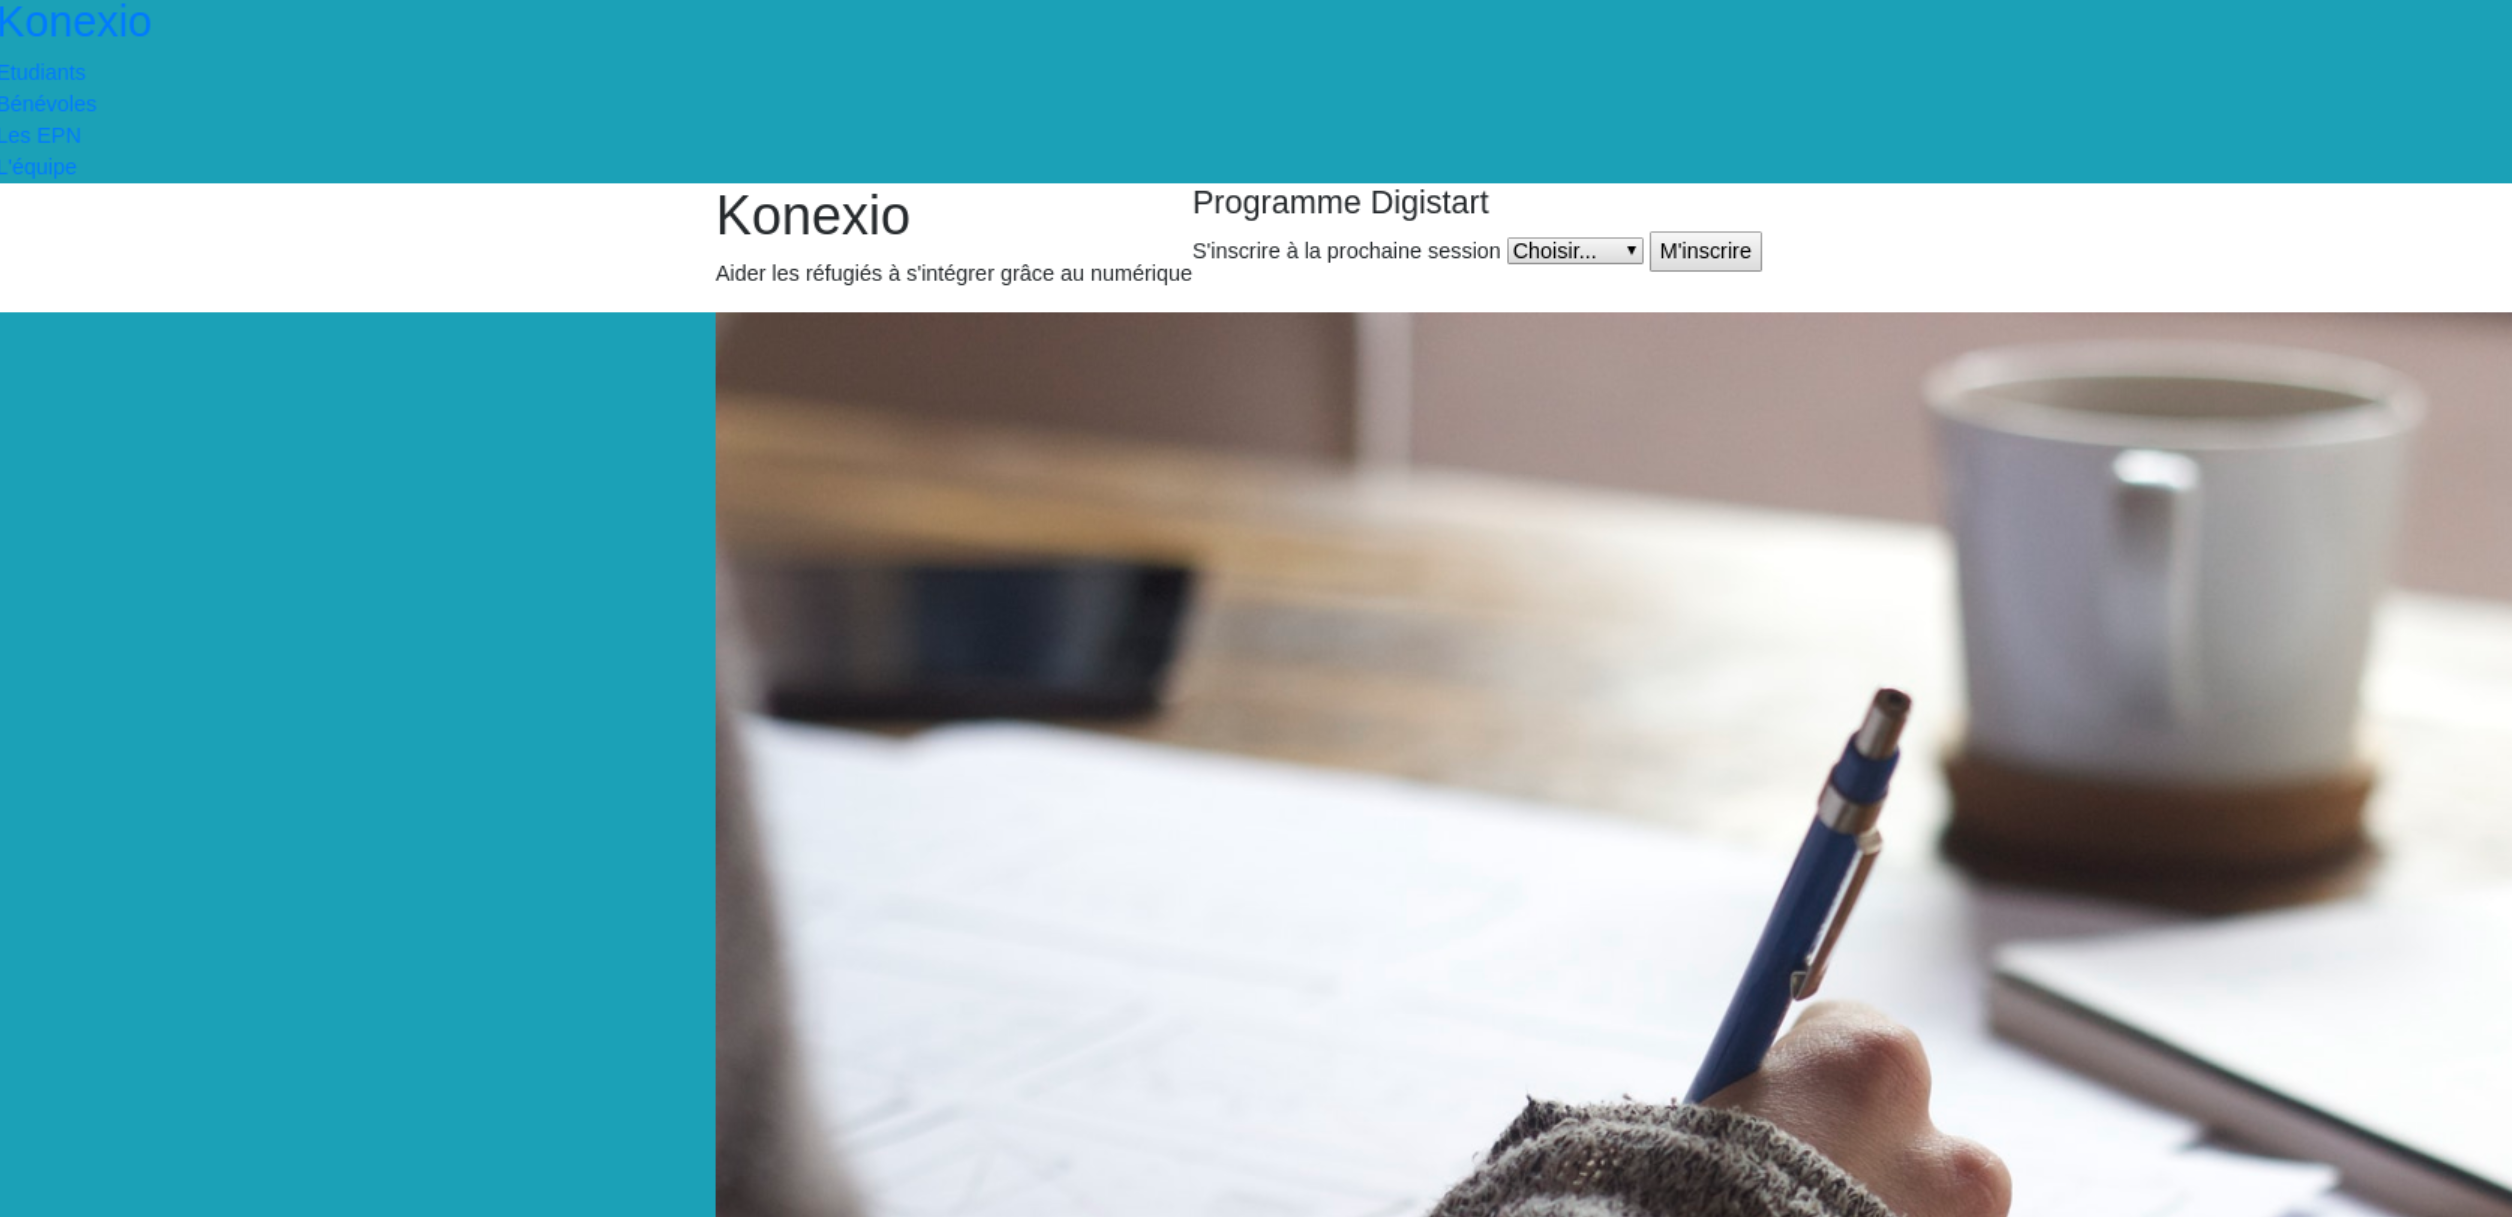 Konexio
Etudiants
Bénévoles
Les EPN
L'équipe
Konexio
Aider les réfugiés à s'intégrer grâce au numérique
Programme Digistart
S'inscrire à la prochaine session Choisir... M'inscrire